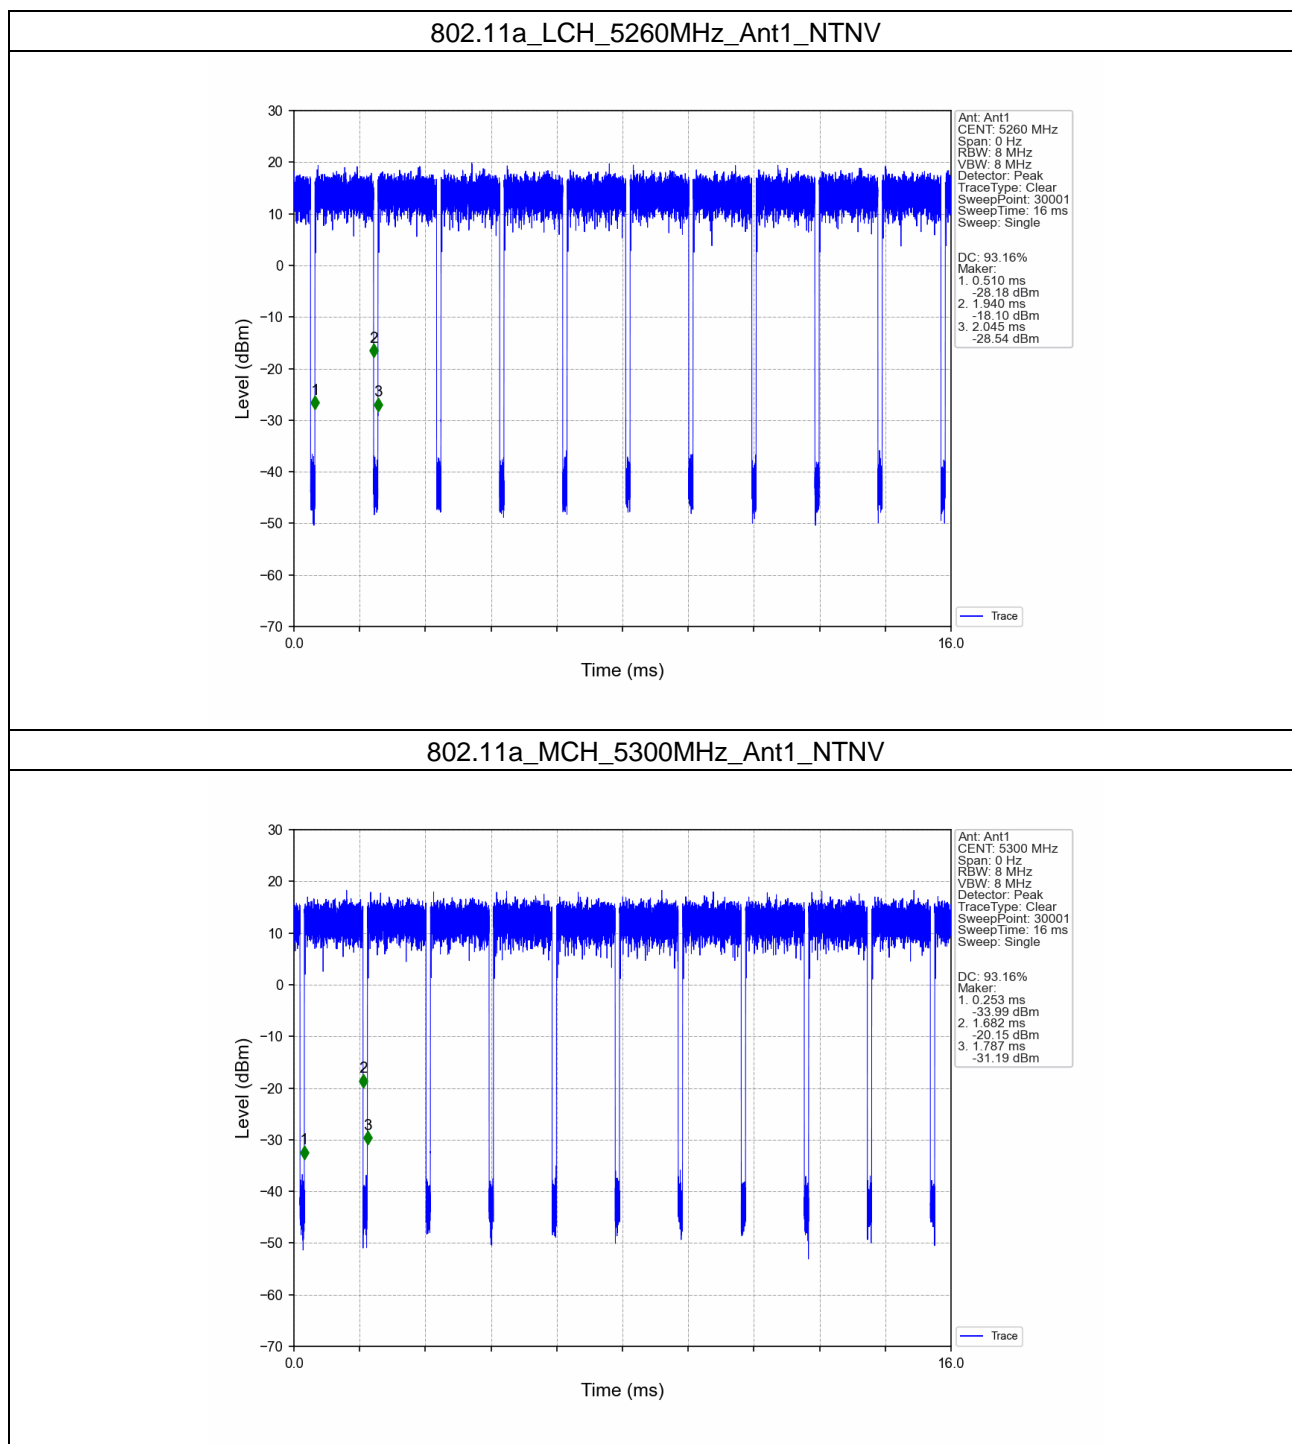 802.11a_LCH_5260MHz_Ant1_NTNV
30
20
10
0
−10
−20
−30
−40
−50
−60
−70
Level (dBm)
1
2
3
0.0
16.0
Time (ms)
Ant: Ant1
CENT: 5260 MHz
Span: 0 Hz
RBW: 8 MHz
VBW: 8 MHz
Detector: Peak
TraceType: Clear
SweepPoint: 30001
SweepTime: 16 ms
Sweep: Single
DC: 93.16%
Maker:
1. 0.510 ms
-28.18 dBm
2. 1.940 ms
-18.10 dBm
3. 2.045 ms
-28.54 dBm
Trace
802.11a_MCH_5300MHz_Ant1_NTNV
30
20
10
0
−10
−20
−30
−40
−50
−60
−70
Level (dBm)
1
2
3
0.0
16.0
Time (ms)
Ant: Ant1
CENT: 5300 MHz
Span: 0 Hz
RBW: 8 MHz
VBW: 8 MHz
Detector: Peak
TraceType: Clear
SweepPoint: 30001
SweepTime: 16 ms
Sweep: Single
DC: 93.16%
Maker:
1. 0.253 ms
-33.99 dBm
2. 1.682 ms
-20.15 dBm
3. 1.787 ms
-31.19 dBm
Trace